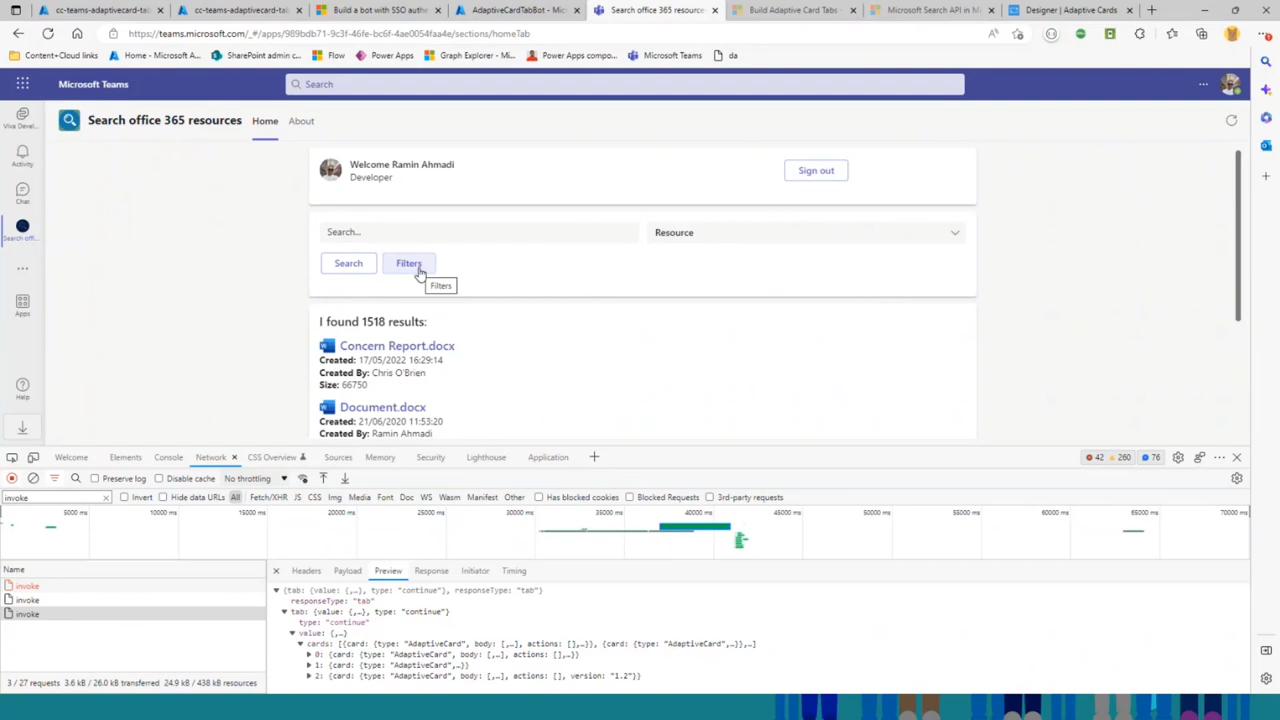 cc-teams-adaptivecard-tab
cc-teams-adaptivecard-tab
Build a bot with SSO authe
AdaptiveCardTabBot - Micros
Search office 365 resources
Build Adaptive Card Tabs -
Microsoft Search API in M
Designer | Adaptive Cards
https://teams.microsoft.com/_#/apps/989bdb71-9c3f-46fe-bc6f-4ae0054faa4e/sections/homeTab
Content+Cloud links
Home - Microsoft A...
SharePoint admin c...
Flow
Power Apps
Graph Explorer - Mi...
Power Apps compo...
Microsoft Teams
da
Microsoft Teams
Search
Viva Devel...
Activity
Chat
Search offi...
Apps
Help
Search office 365 resources
Home
About
Welcome Ramin Ahmadi
Developer
Sign out
Search...
Resource
Search
Filters
Filters
I found 1518 results:
Concern Report.docx
Created: 17/05/2022 16:29:14
Created By: Chris O'Brien
Size: 66750
Document.docx
Created: 21/06/2020 11:53:20
Created By: Ramin Ahmadi
Welcome
Elements
Console
Network
CSS Overview
Sources
Memory
Security
Lighthouse
Application
42
260
76
Preserve log
Disable cache
No throttling
invoke
Invert
Hide data URLs
All
Fetch/XHR
JS
CSS
Img
Media
Font
Doc
WS
Wasm
Manifest
Other
Has blocked cookies
Blocked Requests
3rd-party requests
5000 ms
10000 ms
15000 ms
20000 ms
25000 ms
30000 ms
35000 ms
40000 ms
45000 ms
50000 ms
55000 ms
60000 ms
65000 ms
70000 ms
Name
invoke
invoke
invoke
Headers
Payload
Preview
Response
Initiator
Timing
{tab: {value: {,…}, type: "continue"}, responseType: "tab"}
responseType: "tab"
tab: {value: {,…}, type: "continue"}
type: "continue"
value: {,…}
cards: [{card: {type: "AdaptiveCard", body: [,…], actions: [],…}}, {card: {type: "AdaptiveCard",…}},…]
0: {card: {type: "AdaptiveCard", body: [,…], actions: [],…}}
1: {card: {type: "AdaptiveCard",…}}
2: {card: {type: "AdaptiveCard", body: [,…], actions: [], version: "1.2"}}
3 / 27 requests
3.6 kB / 26.0 kB transferred
24.9 kB / 438 kB resources